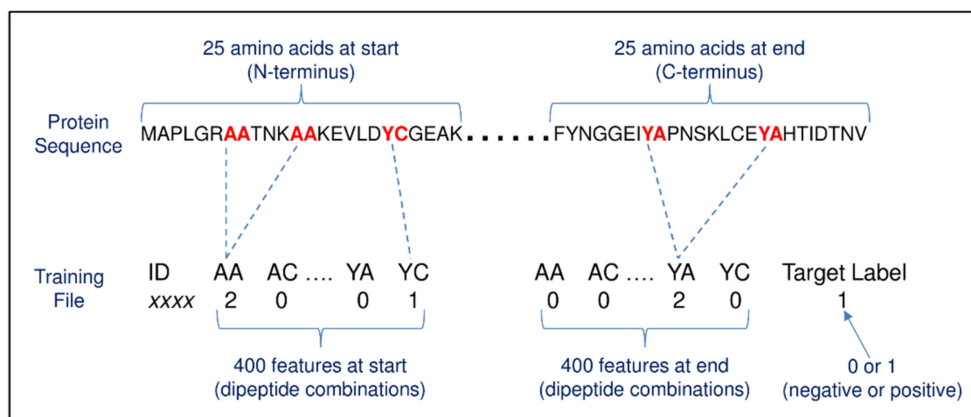 25 amino acids at start
(N-terminus)
25 amino acids at end
(C-terminus)
Protein
Sequence
MAPLGRAATNKAAKEVLDYCGEAK......FYNGGEIYAPNSKLCEYAHTIDTNV
Training
File
ID AA AC .... YA YC AA AC .... YA YC Target Label
xxxx 2 0 0 1 0 0 2 0 1
400 features at start
(dipeptide combinations)
400 features at end
(dipeptide combinations)
0 or 1
(negative or positive)